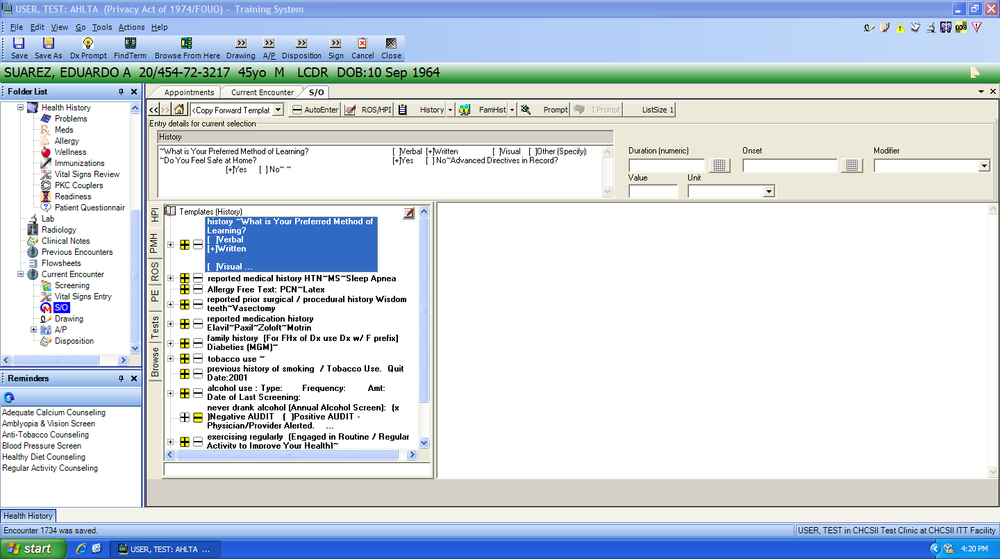 USER, TEST: AHLTA (Privacy Act of 1974/FOUO) - Training System
File Edit View Go Tools Actions Help
Save Save As Dx Prompt FindTerm Browse From Here Drawing A/P Disposition Sign Cancel Close
SUAREZ, EDUARDO A 20/454-72-3217 45yo M LCDR DOB:10 Sep 1964
Folder List
Health History
Problems
Meds
Allergy
Wellness
Immunizations
Vital Signs Review
PKC Couplers
Readiness
Patient Questionnair
Lab
Radiology
Clinical Notes
Previous Encounters
Flowsheets
Current Encounter
Screening
Vital Signs Entry
S/O
Drawing
A/P
Disposition
Reminders
Adequate Calcium Counseling
Amblyopia & Vision Screen
Anti-Tobacco Counseling
Blood Pressure Screen
Healthy Diet Counseling
Regular Activity Counseling
Health History
Appointments Current Encounter S/O
<< >> <Copy Forward Templat AutoEnter ROS/HPI History FamHist Prompt I Prompt ListSize 1
Entry details for current selection
History
~What is Your Preferred Method of Learning? [ ]Verbal [+]Written [ ]Visual [ ]Other (Specify):
~Do You Feel Safe at Home? [+]Yes [ ] No~Advanced Directives in Record?
[+]Yes [ ] No~ ~
Duration (numeric) Onset Modifier
Value Unit
HPI
PMH
ROS
PE
Tests
Browse
Templates (History)
history ~What is Your Preferred Method of
Learning?
[ ]Verbal
[+]Written
[ ]Visual ...
reported medical history HTN~MS~Sleep Apnea
Allergy Free Text: PCN~Latex
reported prior surgical / procedural history Wisdom
teeth~Vasectomy
reported medication history
Elavil~Paxil~Zoloft~Motrin
family history [For FHx of Dx use Dx w/ F prefix]
Diabeties (MGM)~
tobacco use ~
previous history of smoking / Tobacco Use. Quit
Date:2001
alcohol use : Type: Frequency: Amt:
Date of Last Screening:
never drank alcohol (Annual Alcohol Screen): (x
)Negative AUDIT ( )Positive AUDIT -
Physician/Provider Alerted. ...
exercising regularly (Engaged in Routine / Regular
Activity to Improve Your Health)~
Encounter 1734 was saved.
USER, TEST in CHCSII Test Clinic at CHCSII ITT Facility
start USER, TEST: AHLTA ... 4:20 PM